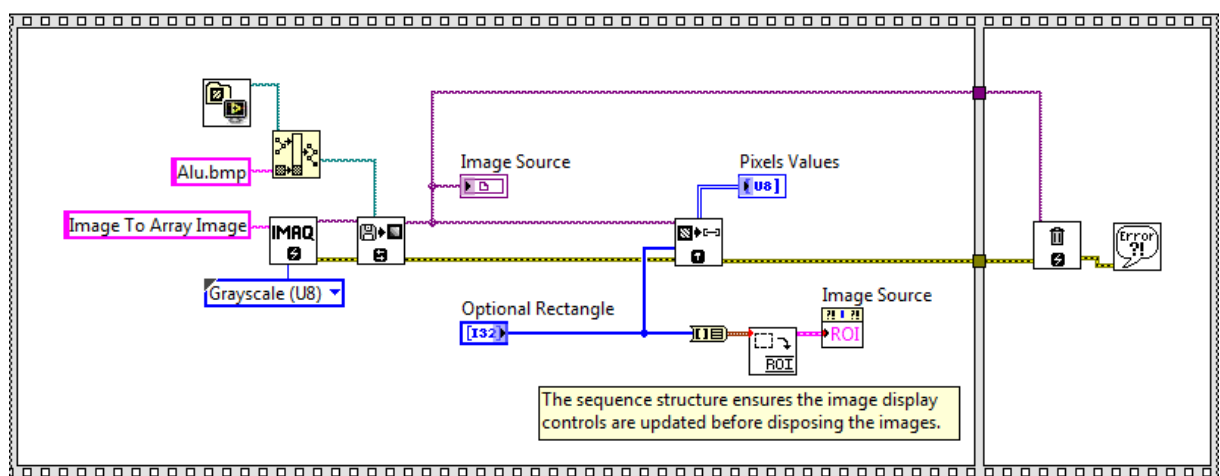 Image Source
Pixels Values
U8]
Alu.bmp
Image To Array Image
IMAQ
Error
?!
Grayscale (U8)
Optional Rectangle
[I32]
Image Source
?! ?!
ROI
ROI
The sequence structure ensures the image display
controls are updated before disposing the images.